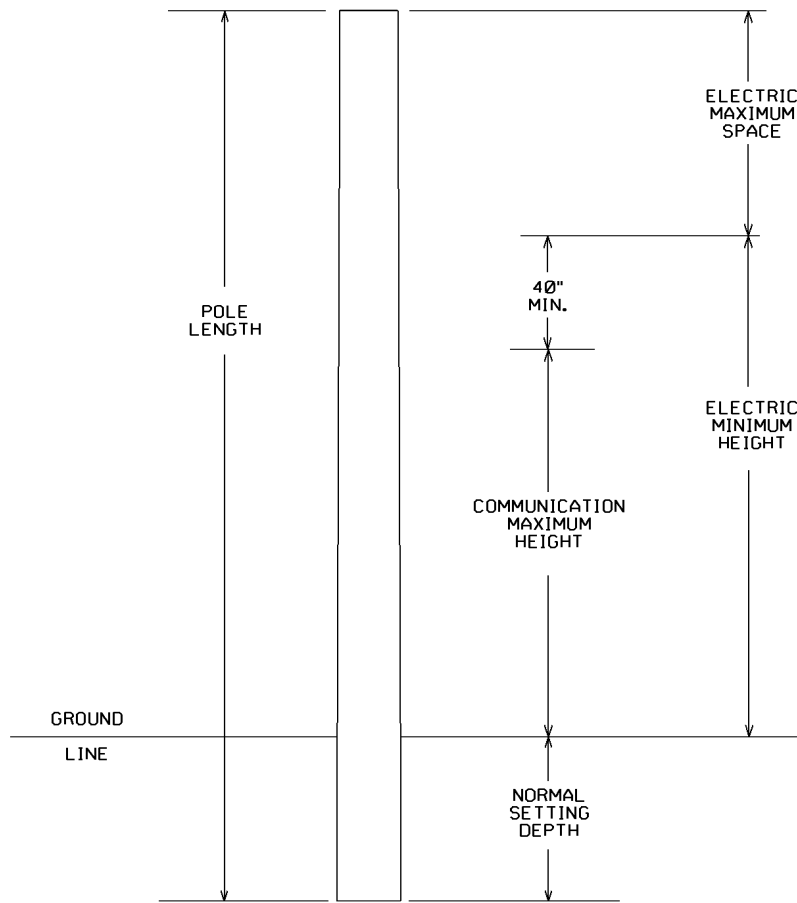 ELECTRIC
MAXIMUM
SPACE
40"
MIN.
POLE
LENGTH
ELECTRIC
MINIMUM
HEIGHT
COMMUNICATION
MAXIMUM
HEIGHT
GROUND
LINE
NORMAL
SETTING
DEPTH